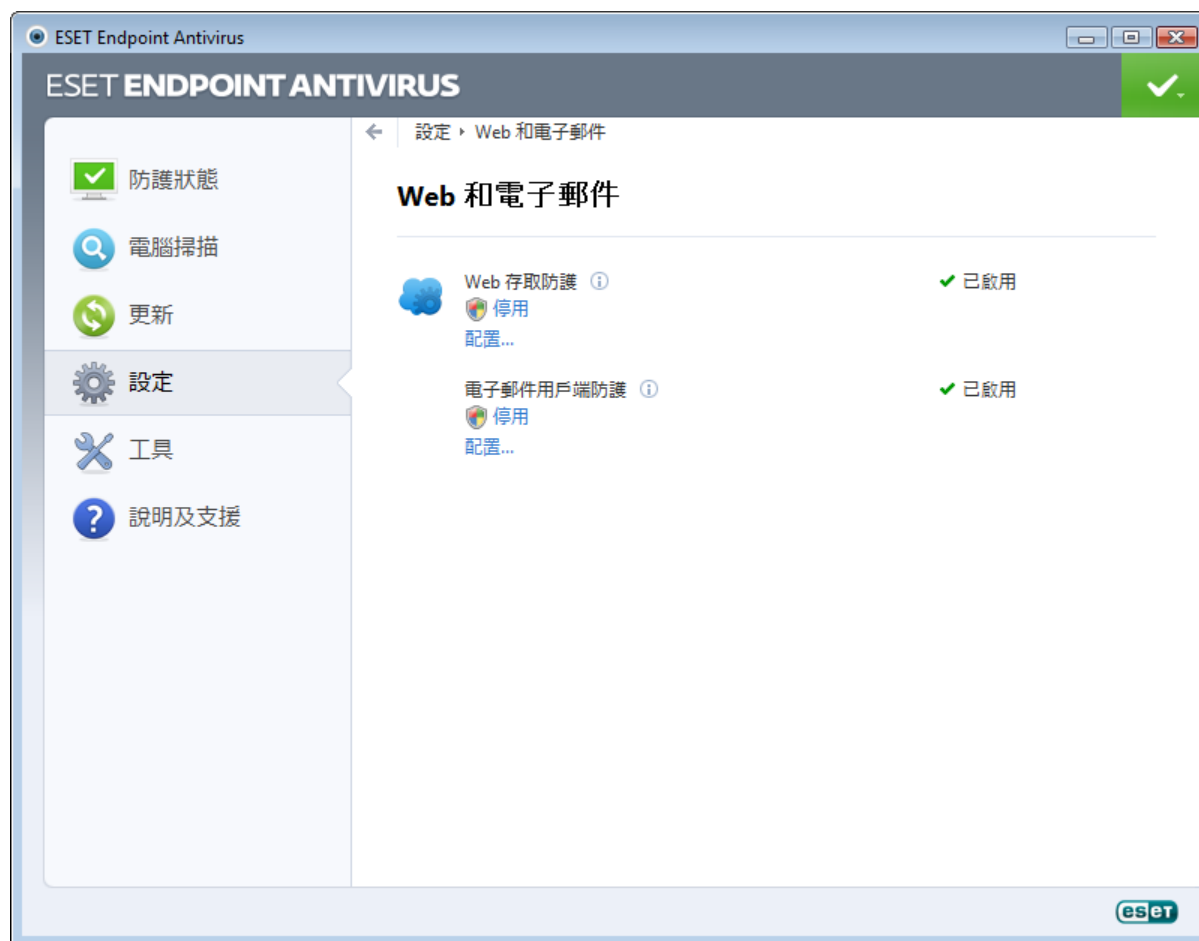 ESET Endpoint Antivirus
ESET ENDPOINT ANTIVIRUS
設定 Web 和電子郵件
防護狀態
電腦掃描
更新
設定
工具
說明及支援
Web 和電子郵件
Web 存取防護 已啟用
停用
配置...
電子郵件用戶端防護 已啟用
停用
配置...
eseT